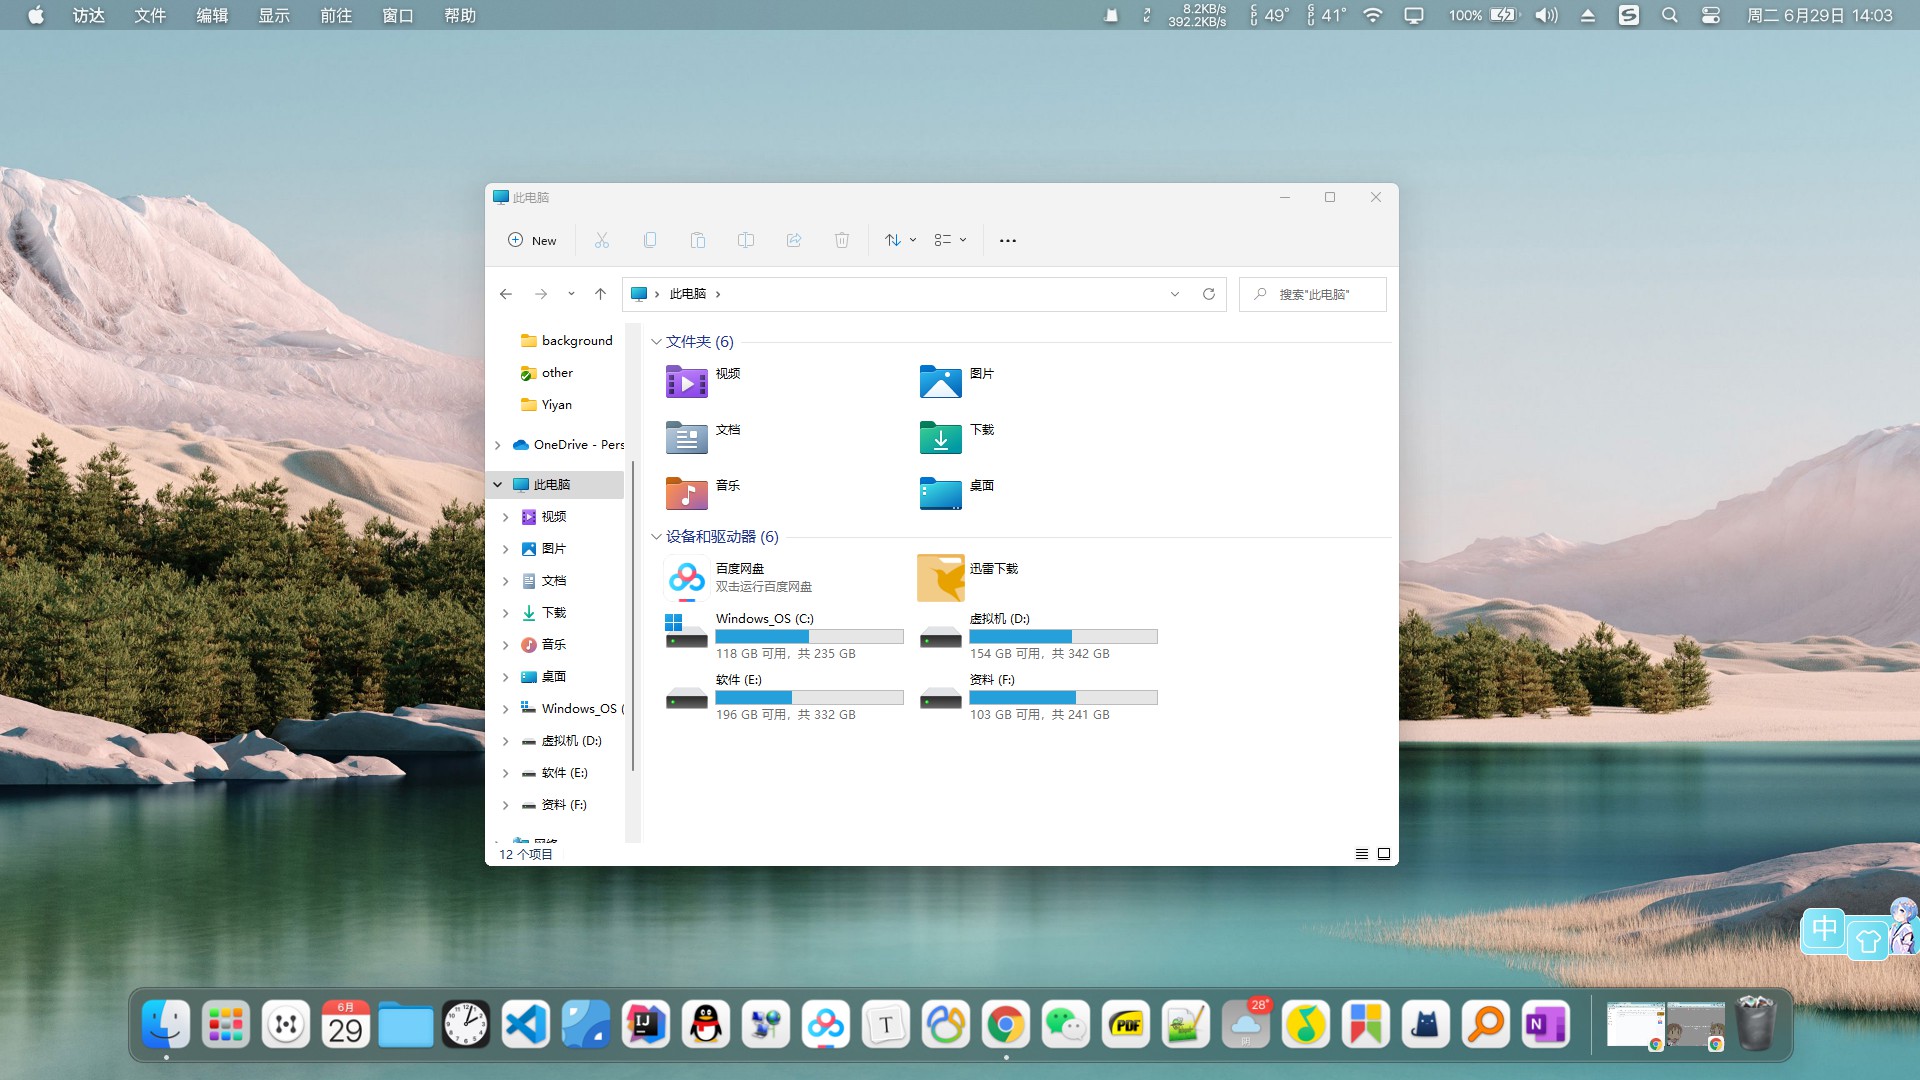 访达 文件 编辑 显示 前往 窗口 帮助
8.2KB/s
392.2KB/s
CPU 49° GPU 41° 100% 周二 6月29日 14:03
此电脑
New
此电脑
搜索"此电脑"
background
other
Yiyan
OneDrive - Pers
此电脑
视频
图片
文档
下载
音乐
桌面
Windows_OS (
虚拟机 (D:)
软件 (E:)
资料 (F:)
网络
12 个项目
文件夹 (6)
视频
图片
文档
下载
音乐
桌面
设备和驱动器 (6)
百度网盘
双击运行百度网盘
迅雷下载
Windows_OS (C:)
118 GB 可用，共 235 GB
虚拟机 (D:)
154 GB 可用，共 342 GB
软件 (E:)
196 GB 可用，共 332 GB
资料 (F:)
103 GB 可用，共 241 GB
中
6月
29
IJ
T
PDF
28°
阴
N